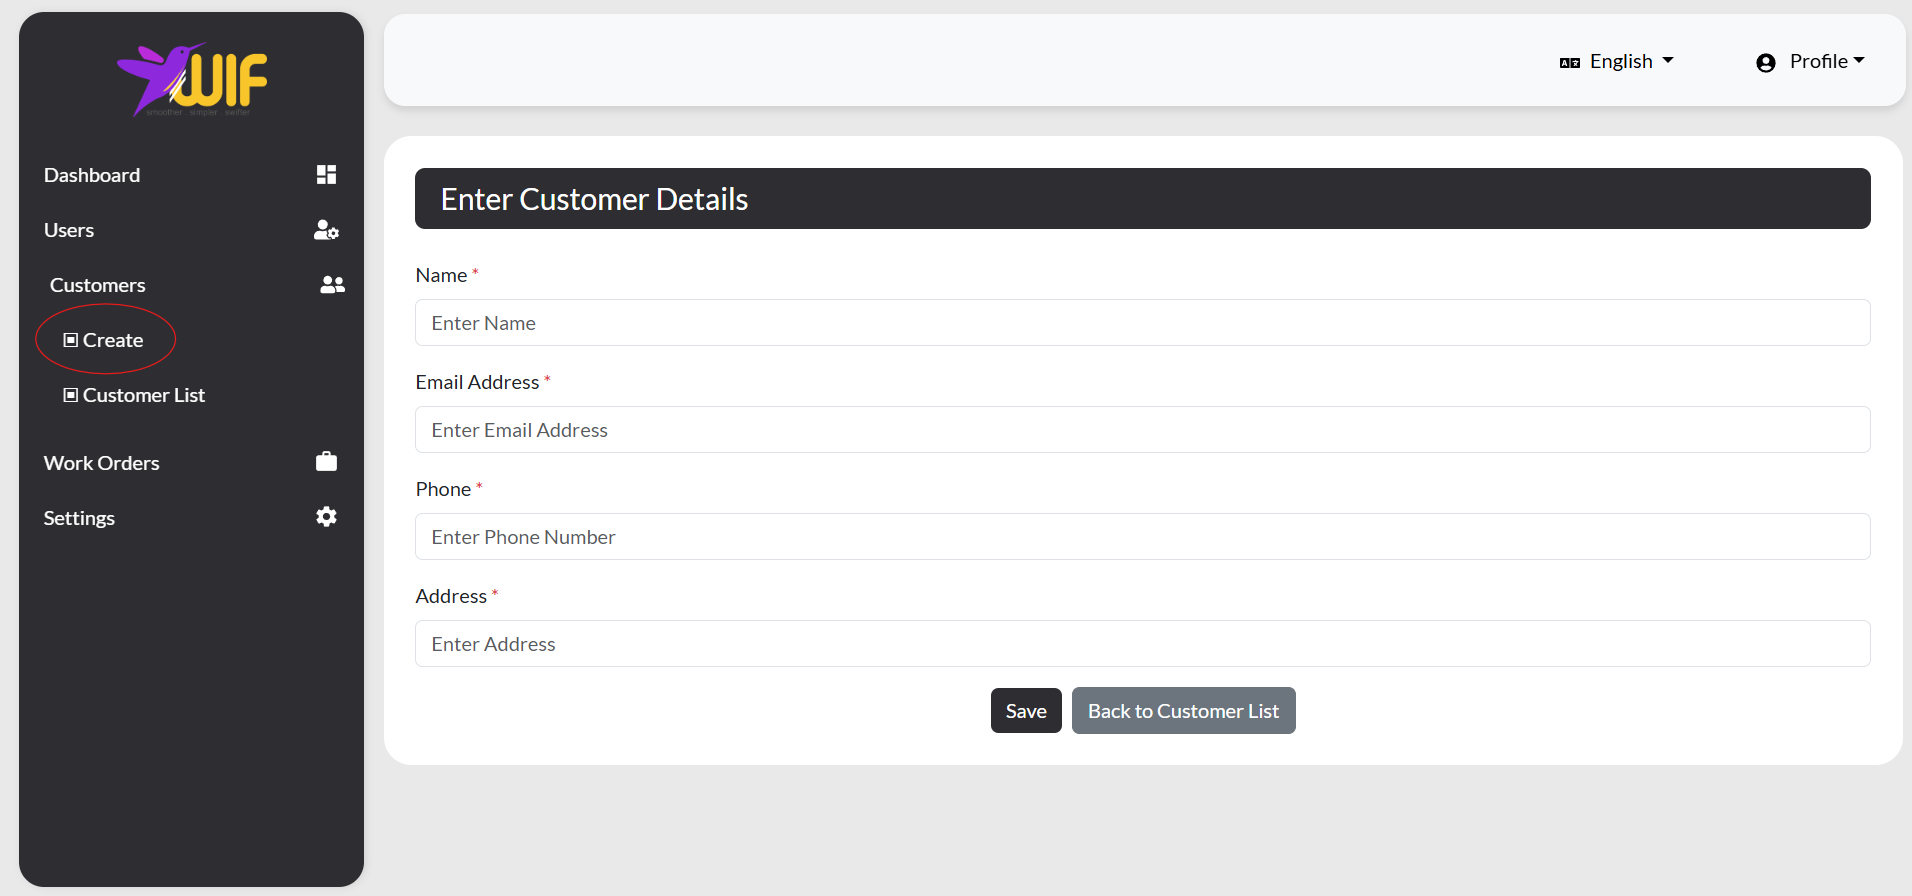 WIF
smoother . simpler . swifter
Dashboard
Users
Customers
Create
Customer List
Work Orders
Settings
English
Profile
Enter Customer Details
Name *
Enter Name
Email Address *
Enter Email Address
Phone *
Enter Phone Number
Address *
Enter Address
Save
Back to Customer List